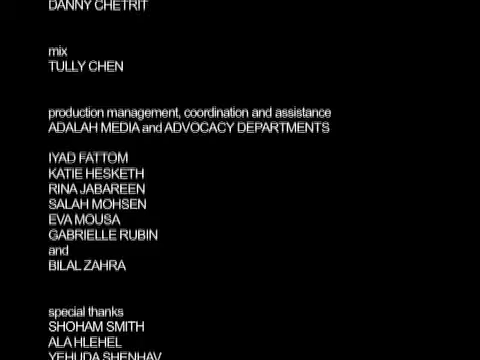 DANNY CHETRIT
mix
TULLY CHEN
production management, coordination and assistance
ADALAH MEDIA and ADVOCACY DEPARTMENTS
IYAD FATTOM
KATIE HESKETH
RINA JABAREEN
SALAH MOHSEN
EVA MOUSA
GABRIELLE RUBIN
and
BILAL ZAHRA
special thanks
SHOHAM SMITH
ALA HLEHEL
YEHUDA SHENHAV